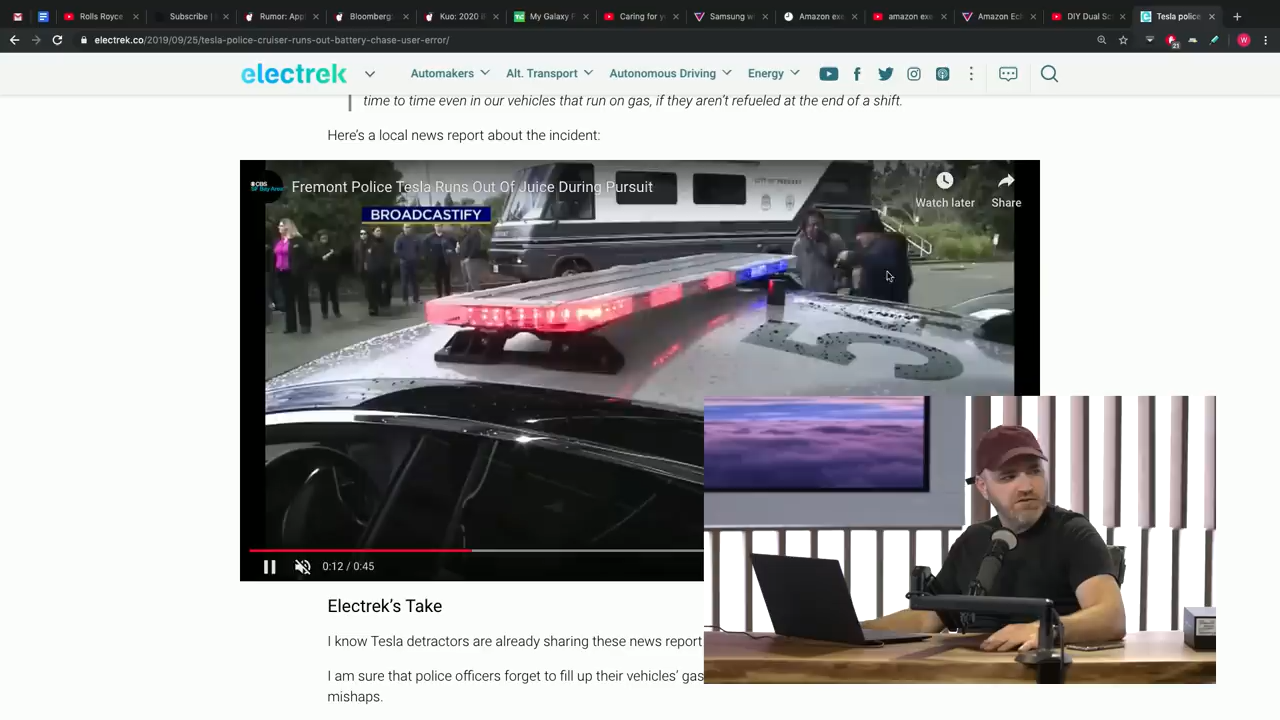 Rolls Royce
Subscribe |
Rumor: App
Bloomberg:
Kuo: 2020 i
My Galaxy F
Caring for y
Samsung w
Amazon exe
amazon exe
Amazon Ech
DIY Dual Sc
Tesla police
electrek.co/2019/09/25/tesla-police-cruiser-runs-out-battery-chase-user-error/
21
W
electrek
Automakers
Alt. Transport
Autonomous Driving
Energy
time to time even in our vehicles that run on gas, if they aren't refueled at the end of a shift.
Here's a local news report about the incident:
Fremont Police Tesla Runs Out Of Juice During Pursuit
Watch later
Share
BROADCASTIFY
0:12 / 0:45
Electrek's Take
I know Tesla detractors are already sharing these news report
I am sure that police officers forget to fill up their vehicles' gas
mishaps.